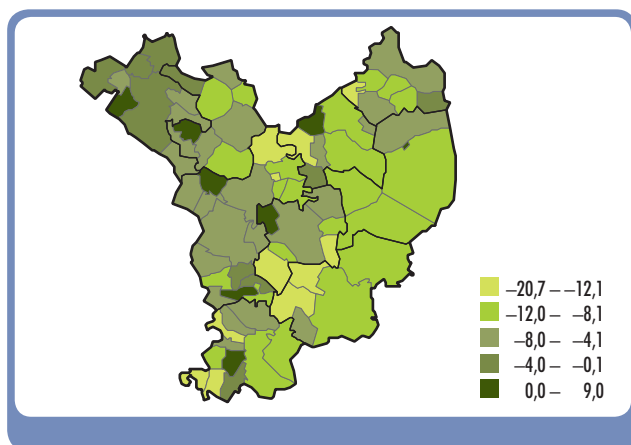 –20,7 – –12,1
–12,0 – –8,1
–8,0 – –4,1
–4,0 – –0,1
0,0 – 9,0